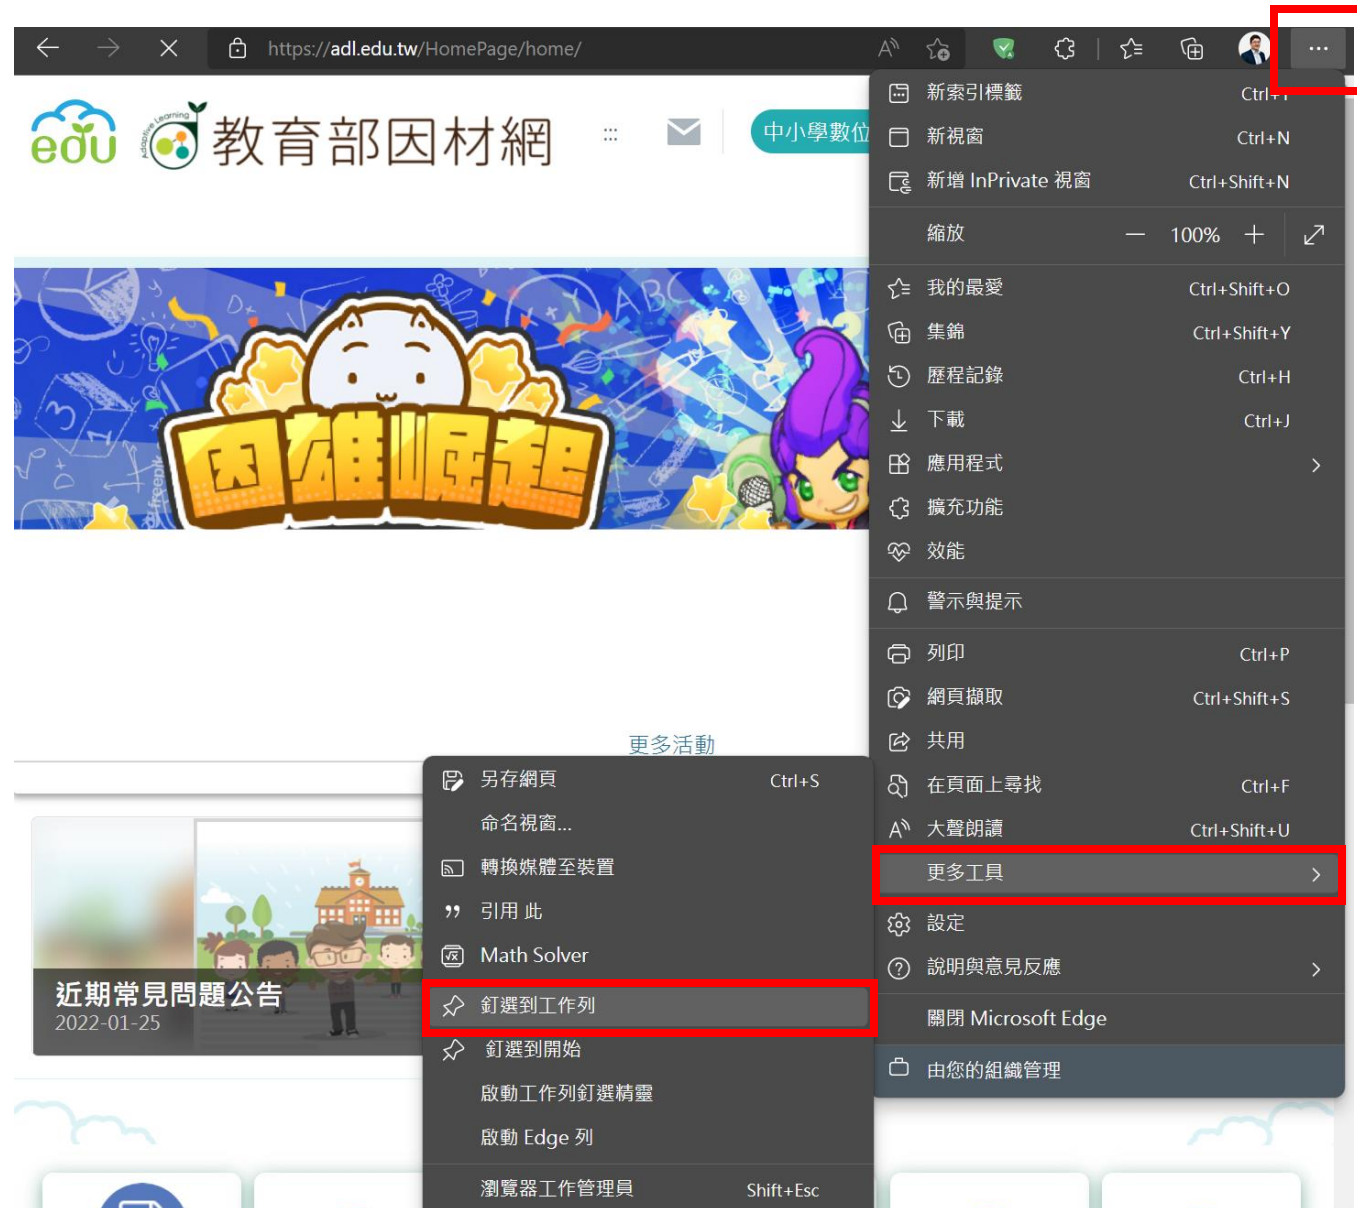 https://adl.edu.tw/HomePage/home/
edu
Adaptive Learning
教育部因材網
中小學數位
因雄崛起
更多活動
近期常見問題公告
2022-01-25
新索引標籤
新視窗 Ctrl+N
新增 InPrivate 視窗 Ctrl+Shift+N
縮放 100%
我的最愛 Ctrl+Shift+O
集錦 Ctrl+Shift+Y
歷程記錄 Ctrl+H
下載 Ctrl+J
應用程式
擴充功能
效能
警示與提示
列印 Ctrl+P
網頁擷取 Ctrl+Shift+S
共用
在頁面上尋找 Ctrl+F
大聲朗讀 Ctrl+Shift+U
更多工具
設定
說明與意見反應
關閉 Microsoft Edge
由您的組織管理
另存網頁 Ctrl+S
命名視窗...
轉換媒體至裝置
引用 此
Math Solver
釘選到工作列
釘選到開始
啟動工作列釘選精靈
啟動 Edge 列
瀏覽器工作管理員 Shift+Esc